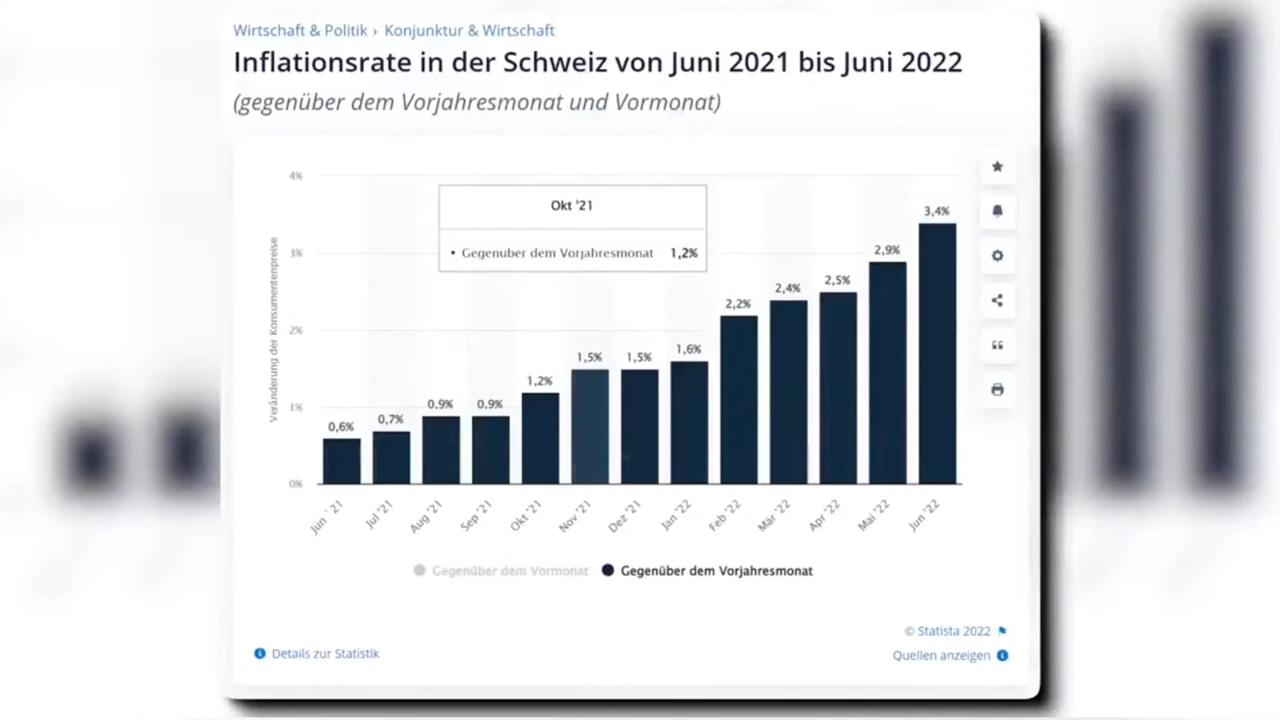 Wirtschaft & Politik › Konjunktur & Wirtschaft
Inflationsrate in der Schweiz von Juni 2021 bis Juni 2022
(gegenüber dem Vorjahresmonat und Vormonat)
Veränderung der Konsumentenpreise
4%
3%
2%
1%
0%
Okt '21
• Gegenuber dem Vorjahresmonat 1,2%
0,6%
0,7%
0,9%
0,9%
1,2%
1,5%
1,5%
1,6%
2,2%
2,4%
2,5%
2,9%
3,4%
Jun '21
Jul '21
Aug '21
Sep '21
Okt '21
Nov '21
Dez '21
Jan '22
Feb '22
Mär '22
Apr '22
Mai '22
Jun '22
Gegenüber dem Vormonat Gegenüber dem Vorjahresmonat
© Statista 2022
Details zur Statistik
Quellen anzeigen